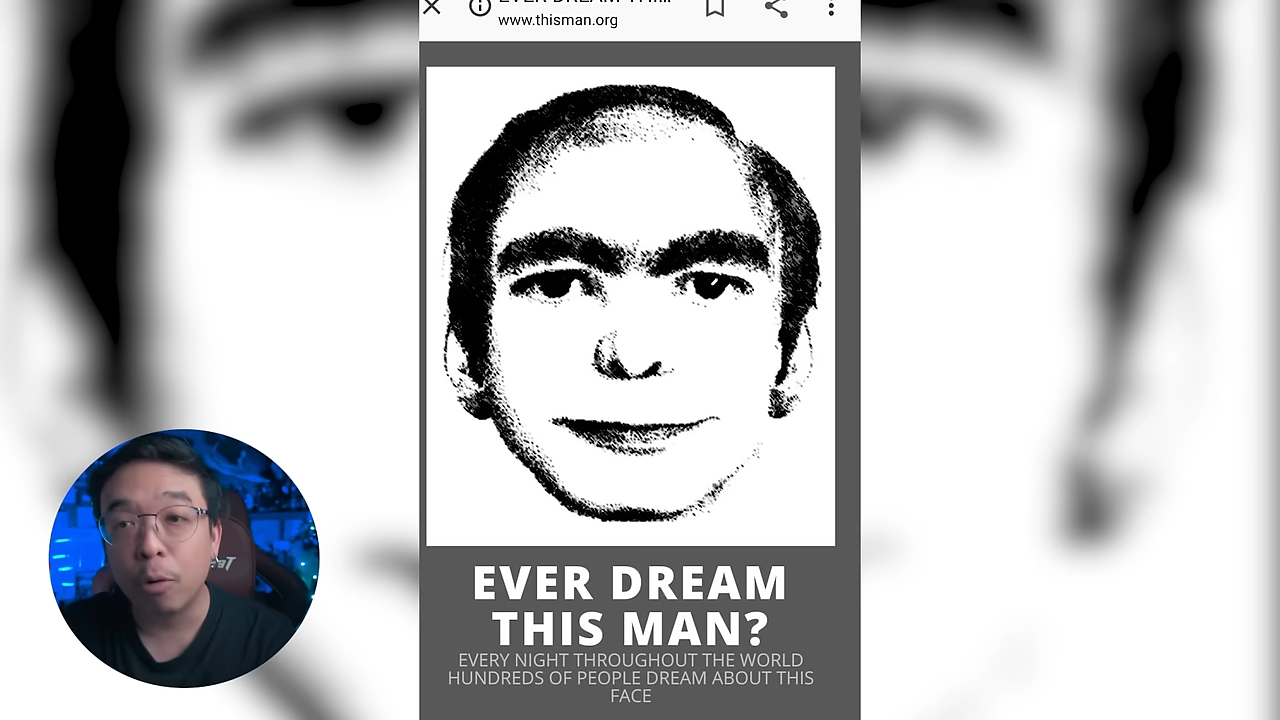 www.thisman.org
EVER DREAM
THIS MAN?
EVERY NIGHT THROUGHOUT THE WORLD
HUNDREDS OF PEOPLE DREAM ABOUT THIS
FACE